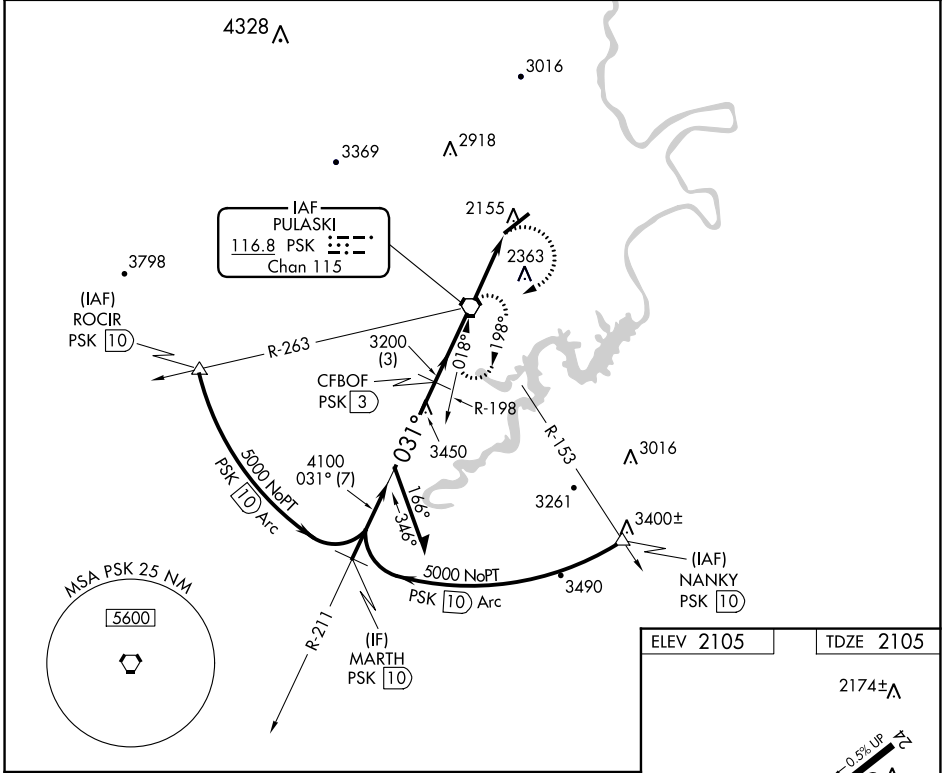 4328
3016
3369
2918
IAF
PULASKI
116.8 PSK
Chan 115
2155
2363
3798
(IAF)
ROCIR
PSK 10
R-263
3200
(3)
018°
198°
CFBOF
PSK 3
R-198
031°
3450
R-153
3016
4100
031° (7)
3261
5000 NoPT
PSK 10 Arc
166°
346°
3400±
(IAF)
NANKY
PSK 10
5000 NoPT
PSK 10 Arc
3490
MSA PSK 25 NM
5600
R-211
(IF)
MARTH
PSK 10
ELEV 2105
TDZE 2105
2174±
0.5% UP
24